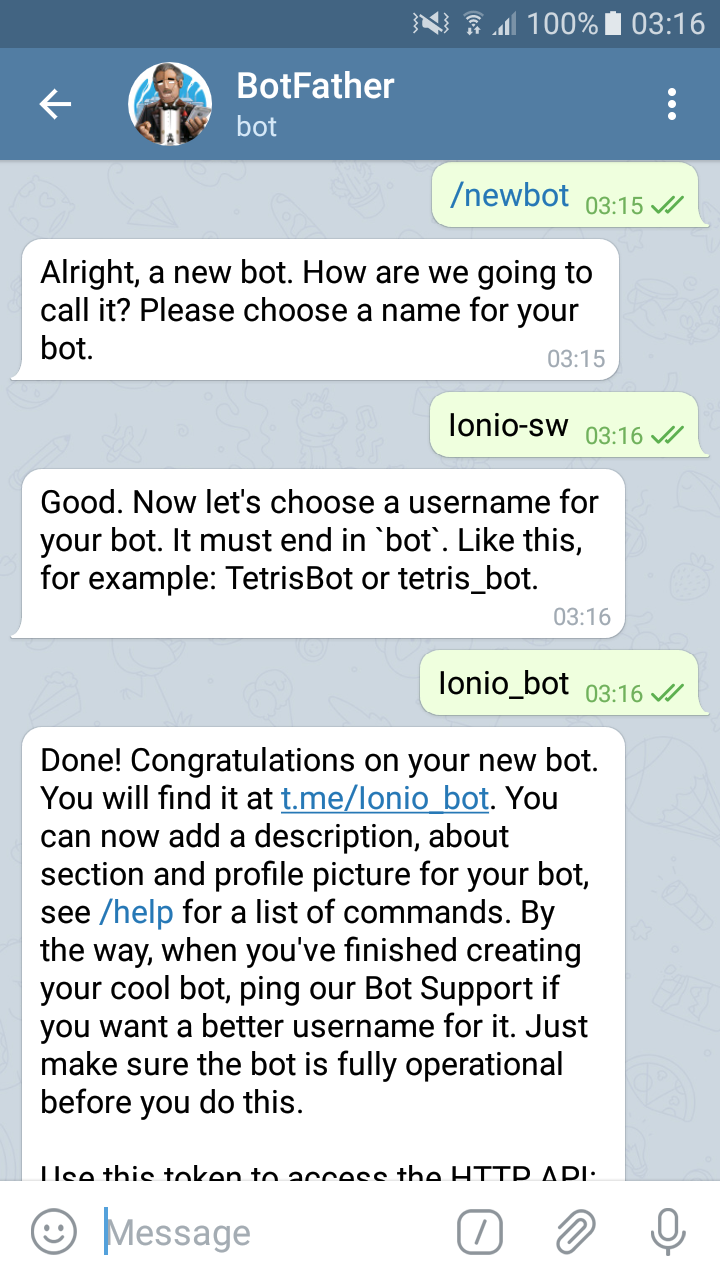 100% 03:16
BotFather
bot
/newbot 03:15
Alright, a new bot. How are we going to
call it? Please choose a name for your
bot.
03:15
Ionio-sw 03:16
Good. Now let's choose a username for
your bot. It must end in `bot`. Like this,
for example: TetrisBot or tetris_bot.
03:16
Ionio_bot 03:16
Done! Congratulations on your new bot.
You will find it at t.me/Ionio_bot. You
can now add a description, about
section and profile picture for your bot,
see /help for a list of commands. By
the way, when you've finished creating
your cool bot, ping our Bot Support if
you want a better username for it. Just
make sure the bot is fully operational
before you do this.
Use this token to access the HTTP API:
Message